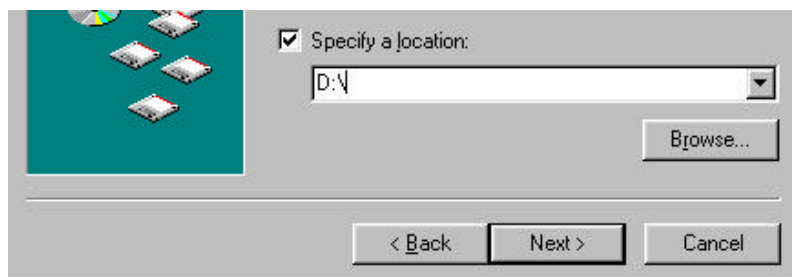 Specify a location:
D:\
Browse...
< Back Next > Cancel